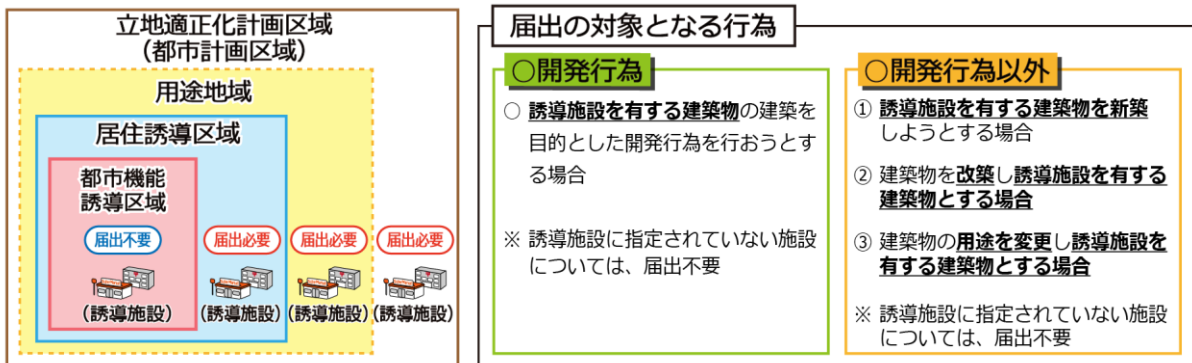 立地適正化計画区域
（都市計画区域）
用途地域
居住誘導区域
都市機能
誘導区域
届出不要
届出必要
届出必要
届出必要
（誘導施設）
（誘導施設）
（誘導施設）
（誘導施設）
届出の対象となる行為
○開発行為
○ 誘導施設を有する建築物の建築を
目的とした開発行為を行おうとす
る場合
※ 誘導施設に指定されていない施設
については、届出不要
○開発行為以外
① 誘導施設を有する建築物を新築
しようとする場合
② 建築物を改築し誘導施設を有する
建築物とする場合
③ 建築物の用途を変更し誘導施設を
有する建築物とする場合
※ 誘導施設に指定されていない施設
については、届出不要